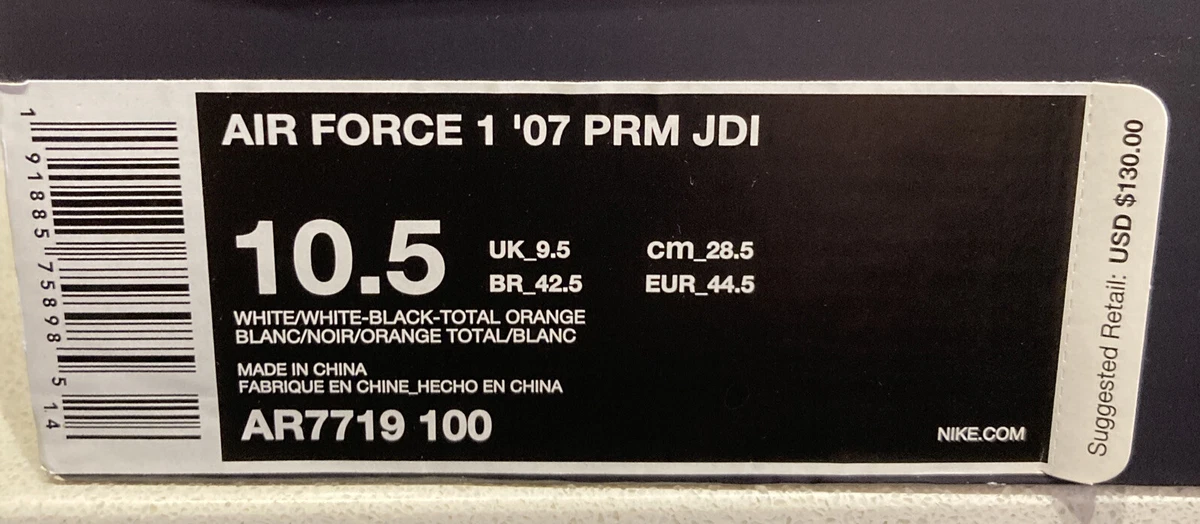 AIR FORCE 1 '07 PRM JDI
10.5
UK_9.5
cm_28.5
BR_42.5
EUR_44.5
WHITE/WHITE-BLACK-TOTAL ORANGE
BLANC/NOIR/ORANGE TOTAL/BLANC
MADE IN CHINA
FABRIQUE EN CHINE_HECHO EN CHINA
AR7719 100
NIKE.COM
1 91885 75898 5 14
Suggested Retail: USD $130.00